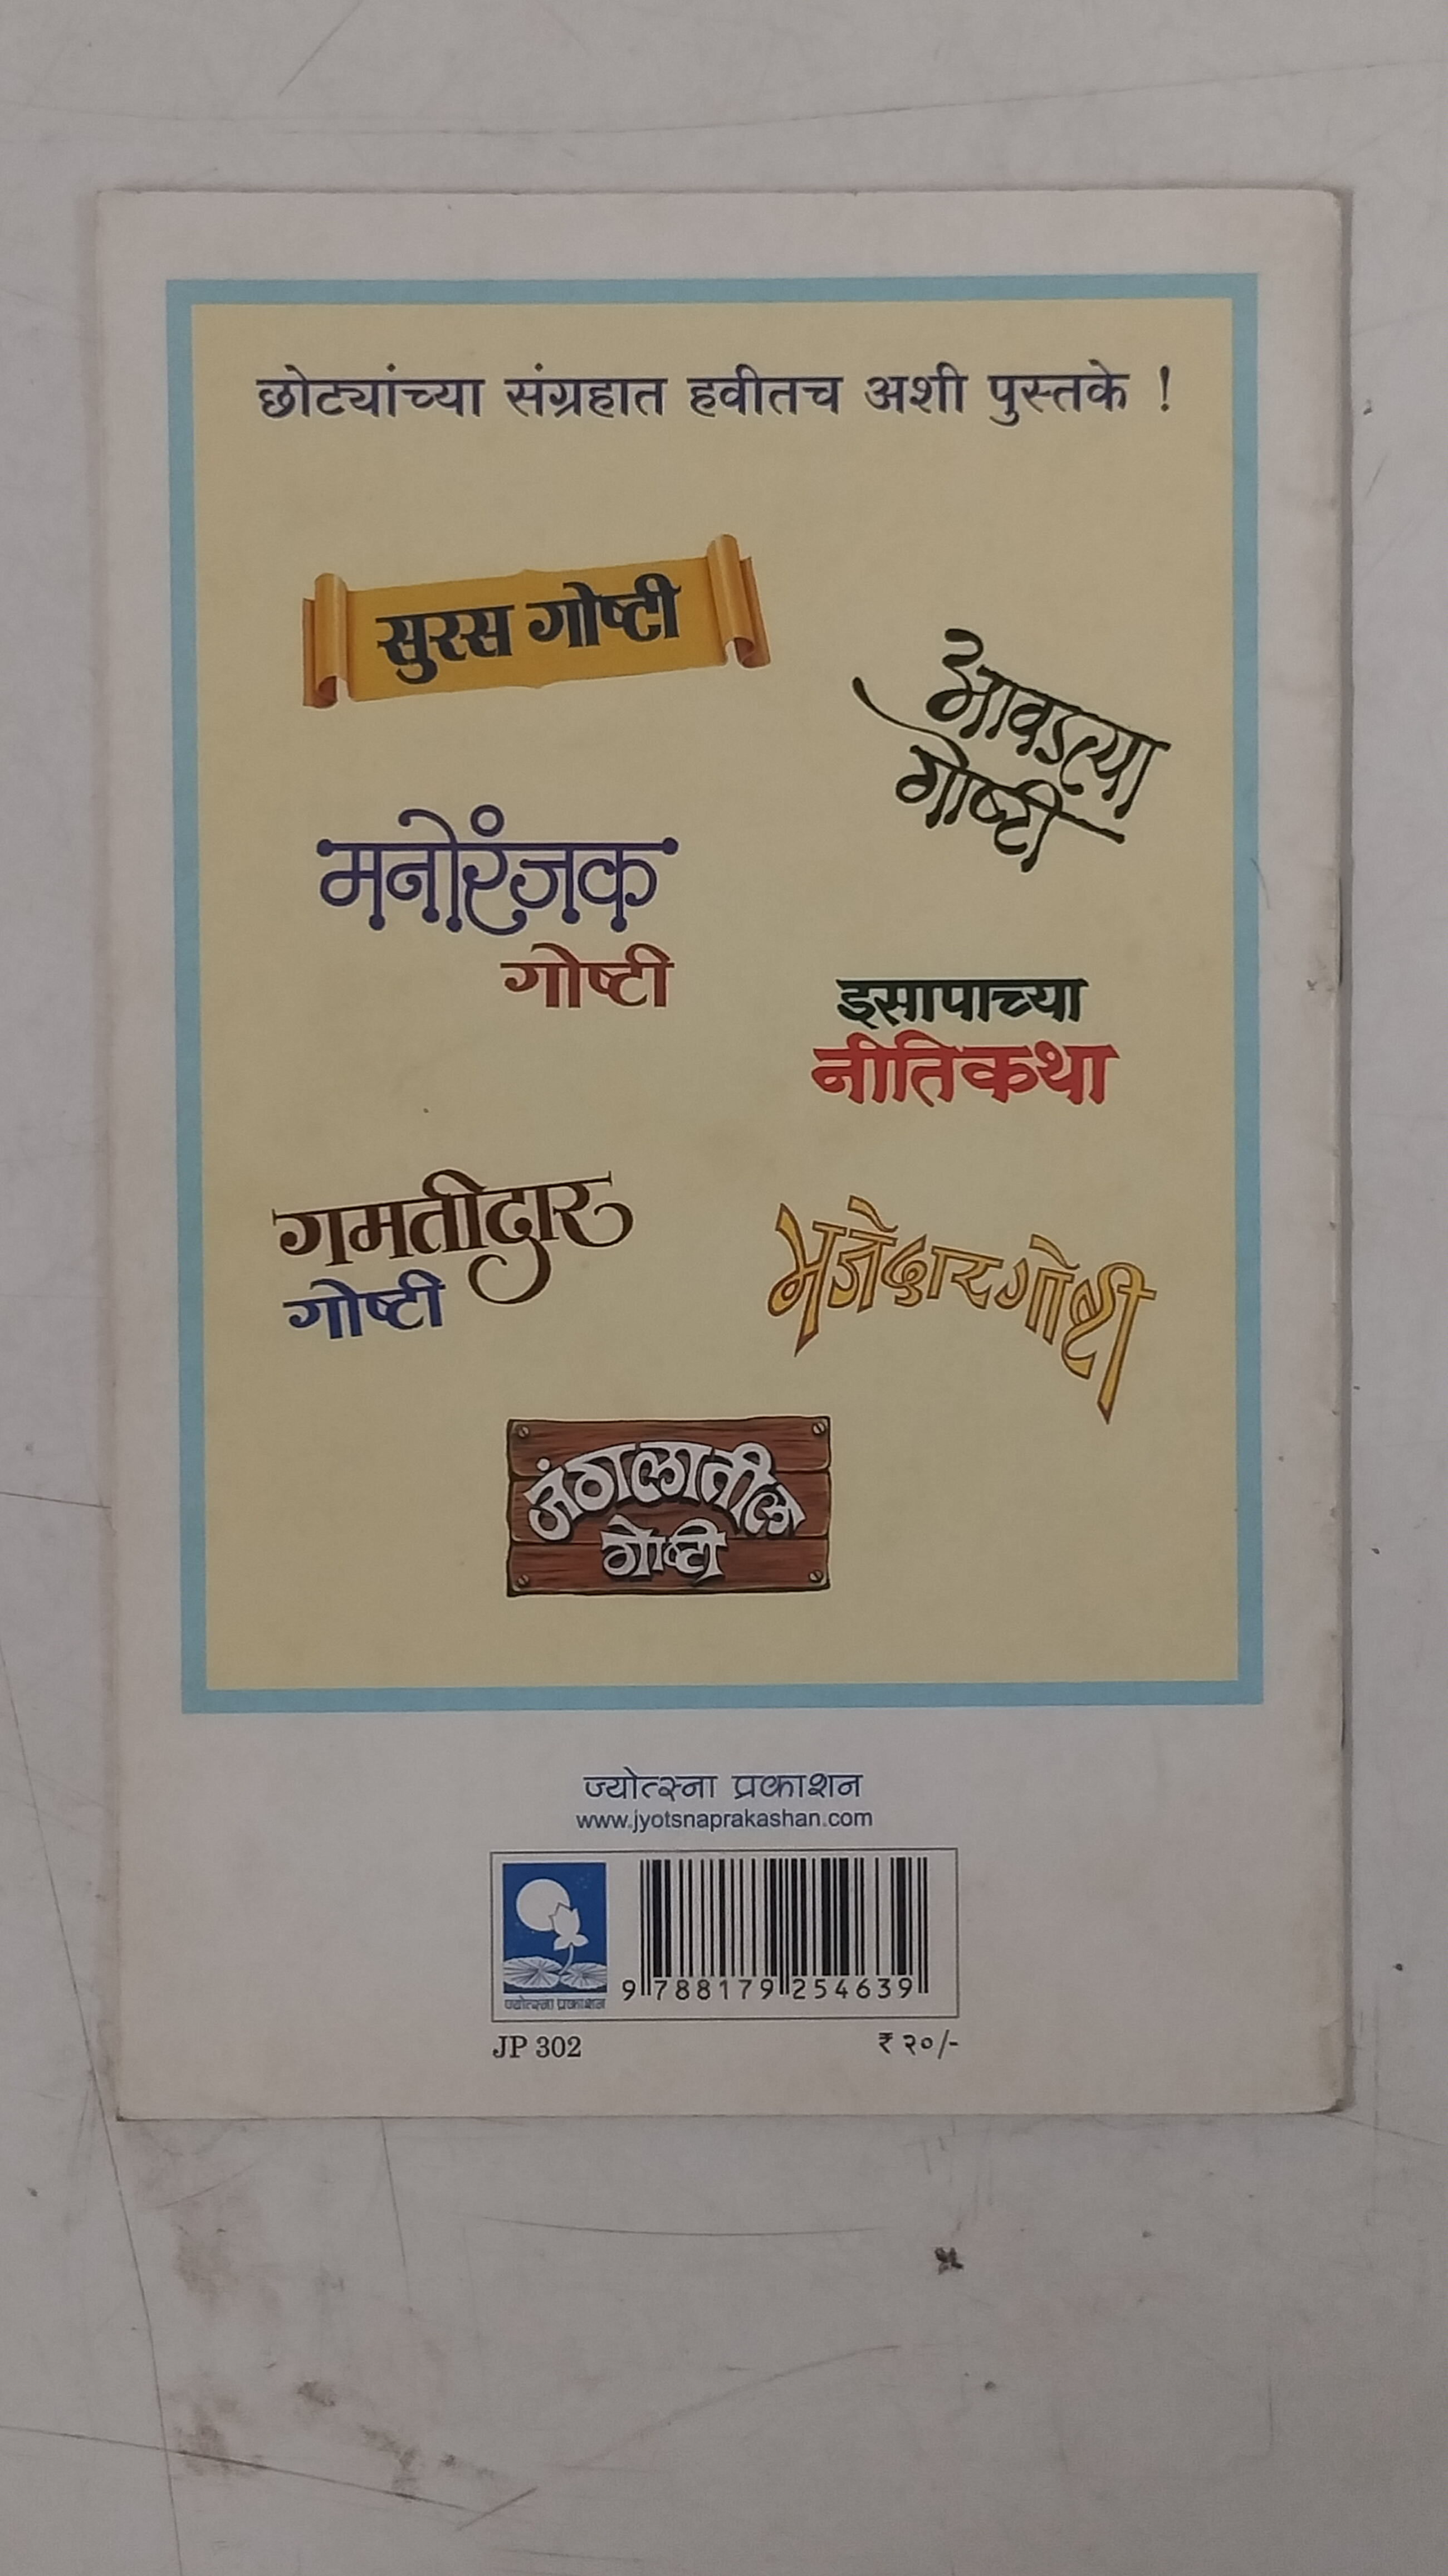 छोट्यांच्या संग्रहात हवीतच अशी पुस्तके !
सुरस गोष्टी
आवडत्या
गोष्टी
मनोरंजक
गोष्टी
इसापाच्या
नीतिकथा
गमतीदार
गोष्टी
मजेदार गोष्टी
जंगलातील
गोष्टी
ज्योत्स्ना प्रकाशन
www.jyotsnaprakashan.com
ज्योत्स्ना प्रकाशन
9 788179 254639
JP 302
₹ २०/-